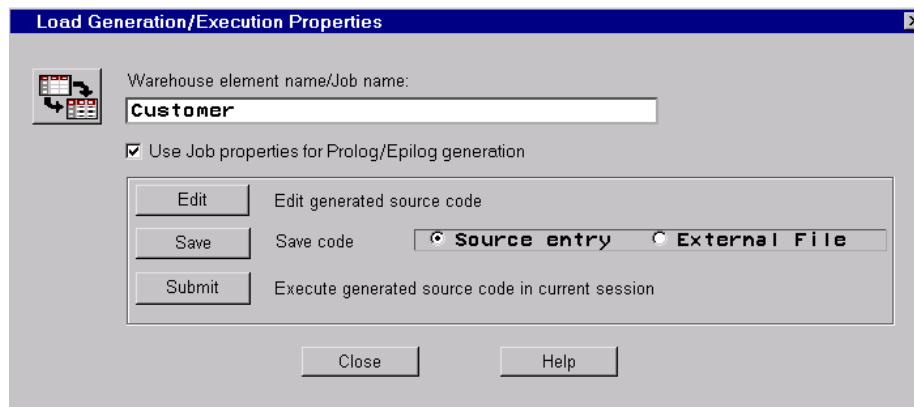 Load Generation/Execution Properties
Warehouse element name/Job name:
Customer
Use Job properties for Prolog/Epilog generation
Edit Edit generated source code
Save Save code Source entry External File
Submit Execute generated source code in current session
Close Help